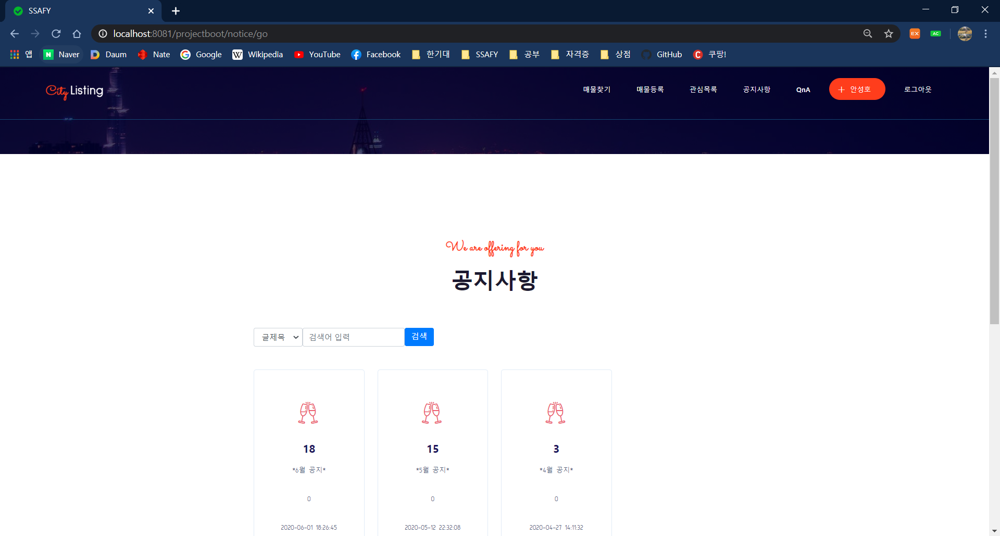 SSAFY
localhost:8081/projectboot/notice/go
EX
AC
앱 Naver Daum Nate Google Wikipedia YouTube Facebook 한기대 SSAFY 공부 자격증 상점 GitHub 쿠팡!
City Listing 매물찾기 매물등록 관심목록 공지사항 QnA + 안성호 로그아웃
We are offering for you
공지사항
글제목 검색어 입력 검색
18 15 3
*6월 공지* *5월 공지* *4월 공지*
0 0 0
2020-06-01 18:26:45 2020-05-12 22:32:08 2020-04-27 14:11:32